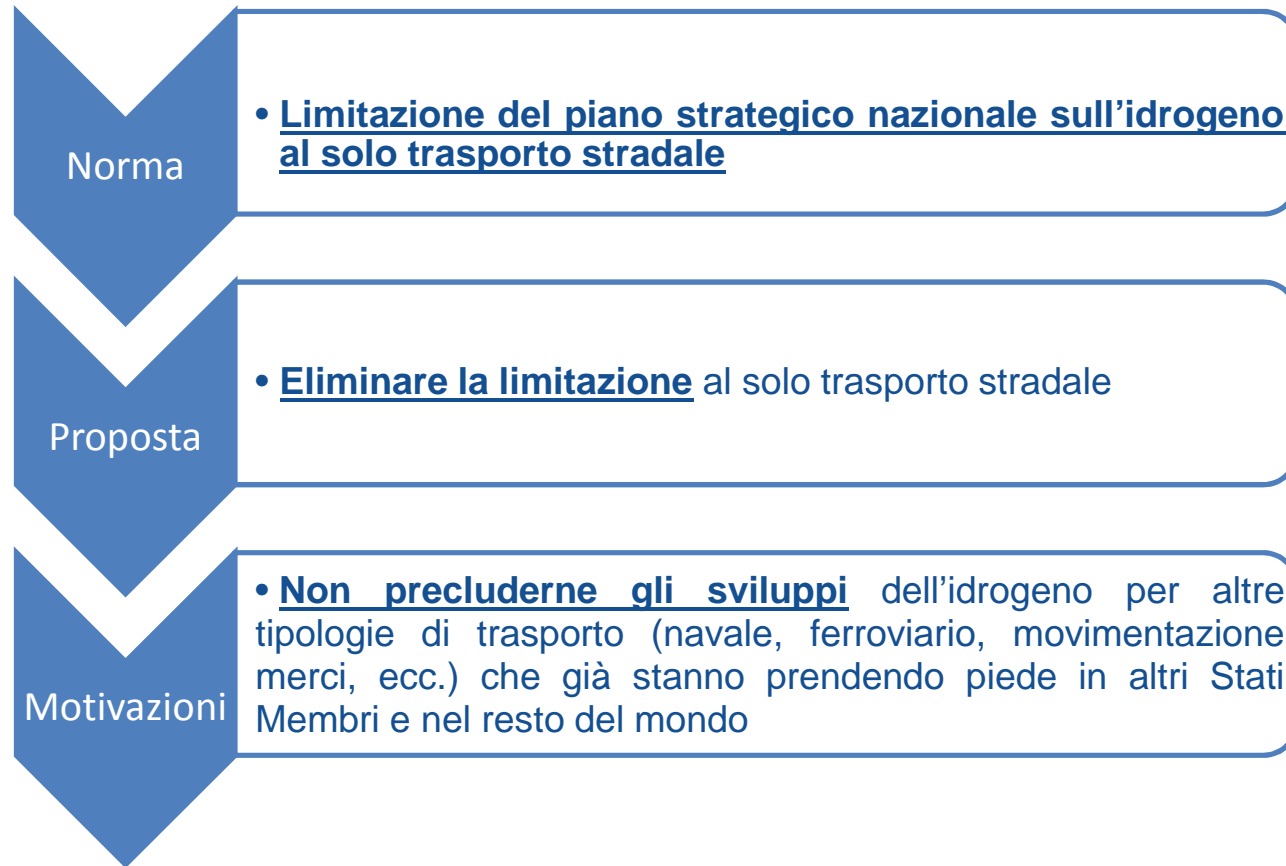 Norma
• Limitazione del piano strategico nazionale sull’idrogeno
al solo trasporto stradale
Proposta
• Eliminare la limitazione al solo trasporto stradale
Motivazioni
• Non precluderne gli sviluppi dell’idrogeno per altre
tipologie di trasporto (navale, ferroviario, movimentazione
merci, ecc.) che già stanno prendendo piede in altri Stati
Membri e nel resto del mondo